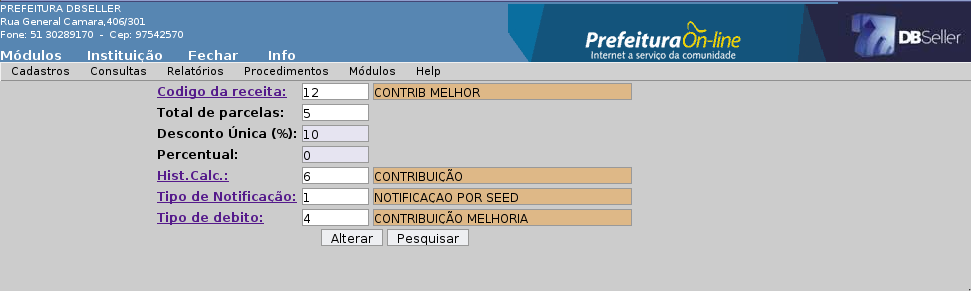 PREFEITURA DBSELLER
Rua General Camara,406/301
Fone: 51 30289170 - Cep: 97542570
Prefeitura On-line
Internet a serviço da comunidade
DBSeller
Módulos Instituição Fechar Info
Cadastros Consultas Relatórios Procedimentos Módulos Help
Codigo da receita: 12 CONTRIB MELHOR
Total de parcelas: 5
Desconto Única (%): 10
Percentual: 0
Hist.Calc.: 6 CONTRIBUIÇÃO
Tipo de Notificação: 1 NOTIFICAÇAO POR SEED
Tipo de debito: 4 CONTRIBUIÇÃO MELHORIA
Alterar Pesquisar